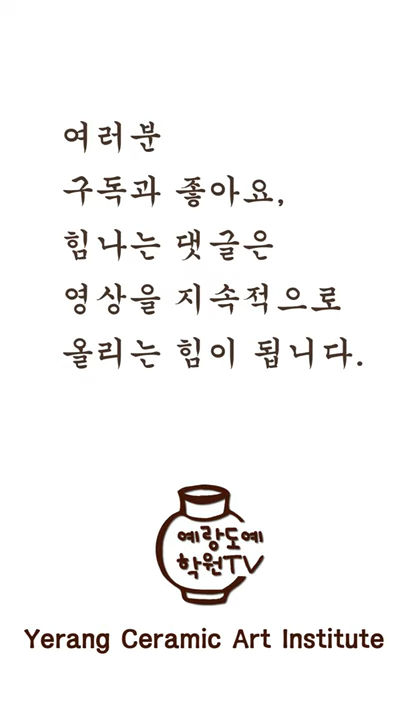 여러분
구독과 좋아요,
힘나는 댓글은
영상을 지속적으로
올리는 힘이 됩니다.
예랑도예
학원TV
Yerang Ceramic Art Institute